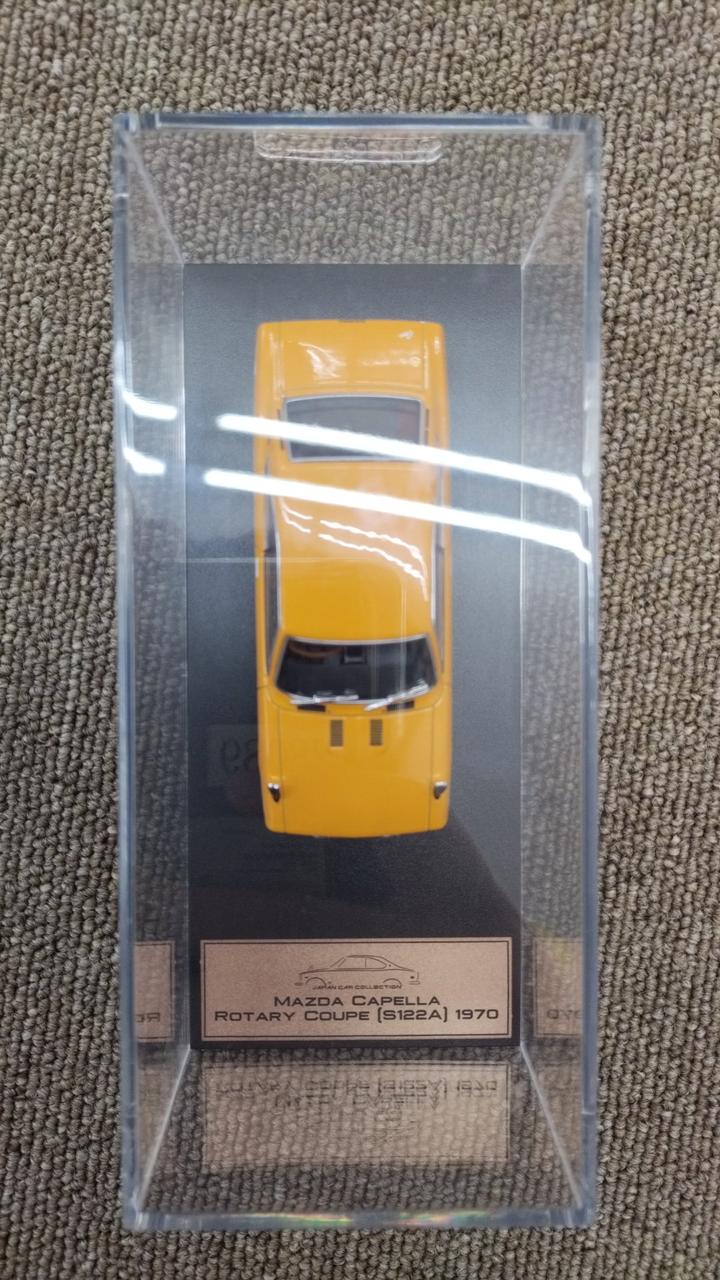 JAPAN CAR COLLECTION
MAZDA CAPELLA
ROTARY COUPE (S122A) 1970